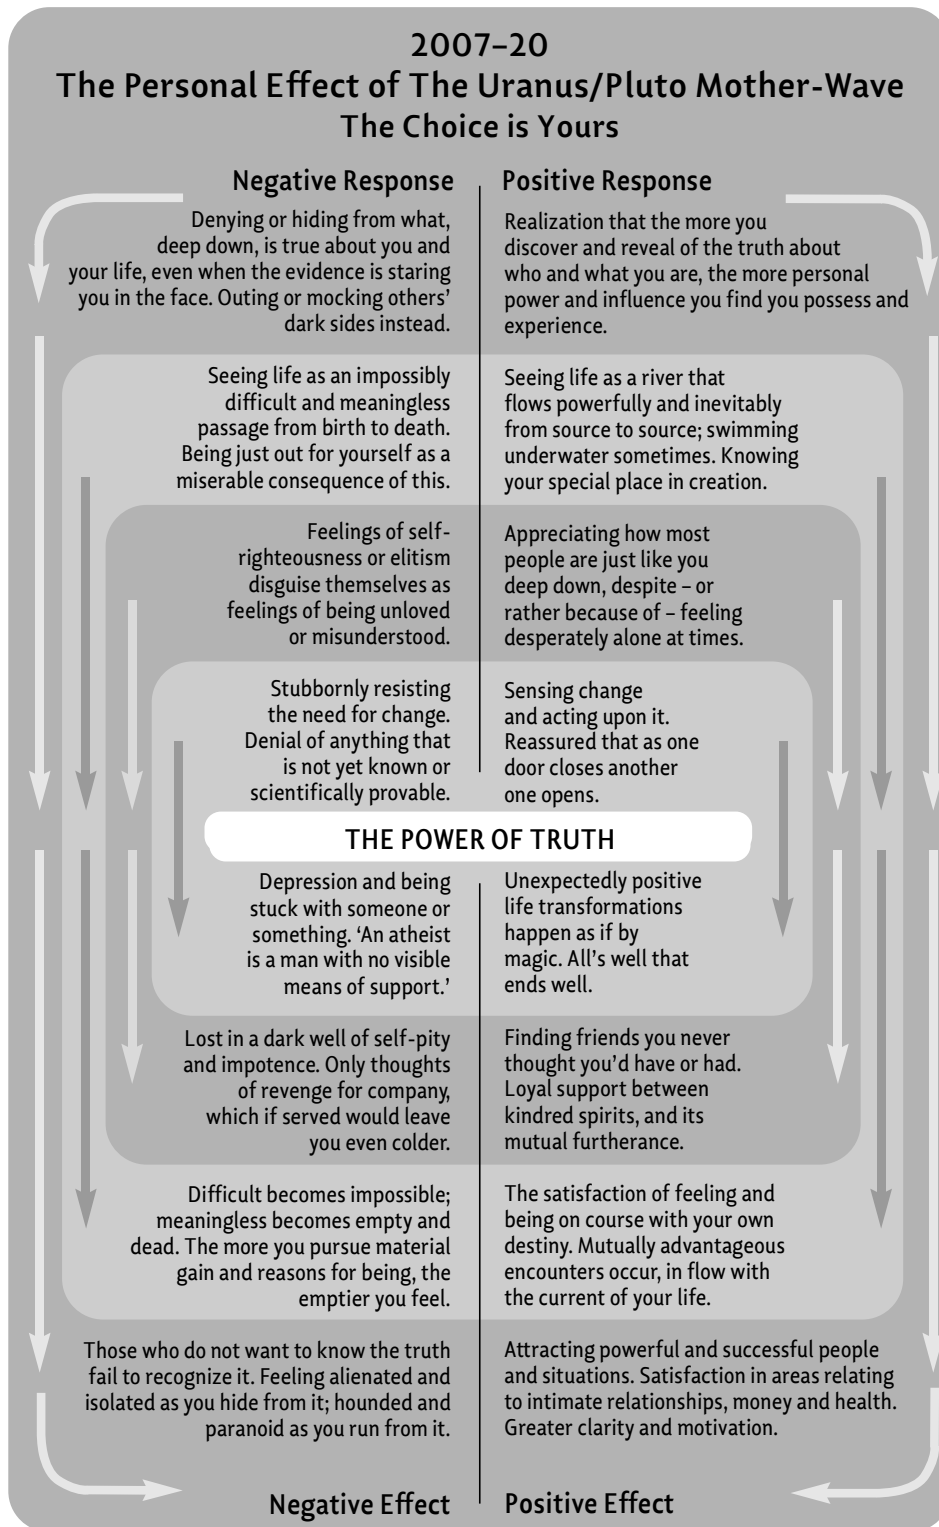 2007–20
The Personal Effect of The Uranus/Pluto Mother-Wave
The Choice is Yours
Negative Response
Denying or hiding from what,
deep down, is true about you and
your life, even when the evidence is staring
you in the face. Outing or mocking others’
dark sides instead.
Positive Response
Realization that the more you
discover and reveal of the truth about
who and what you are, the more personal
power and influence you find you possess and
experience.
Seeing life as an impossibly
difficult and meaningless
passage from birth to death.
Being just out for yourself as a
miserable consequence of this.
Seeing life as a river that
flows powerfully and inevitably
from source to source; swimming
underwater sometimes. Knowing
your special place in creation.
Feelings of self-
righteousness or elitism
disguise themselves as
feelings of being unloved
or misunderstood.
Appreciating how most
people are just like you
deep down, despite – or
rather because of – feeling
desperately alone at times.
Stubbornly resisting
the need for change.
Denial of anything that
is not yet known or
scientifically provable.
Sensing change
and acting upon it.
Reassured that as one
door closes another
one opens.
THE POWER OF TRUTH
Depression and being
stuck with someone or
something. ‘An atheist
is a man with no visible
means of support.’
Unexpectedly positive
life transformations
happen as if by
magic. All’s well that
ends well.
Lost in a dark well of self-pity
and impotence. Only thoughts
of revenge for company,
which if served would leave
you even colder.
Finding friends you never
thought you’d have or had.
Loyal support between
kindred spirits, and its
mutual furtherance.
Difficult becomes impossible;
meaningless becomes empty and
dead. The more you pursue material
gain and reasons for being, the
emptier you feel.
The satisfaction of feeling and
being on course with your own
destiny. Mutually advantageous
encounters occur, in flow with
the current of your life.
Those who do not want to know the truth
fail to recognize it. Feeling alienated and
isolated as you hide from it; hounded and
paranoid as you run from it.
Attracting powerful and successful people
and situations. Satisfaction in areas relating
to intimate relationships, money and health.
Greater clarity and motivation.
Negative Effect
Positive Effect